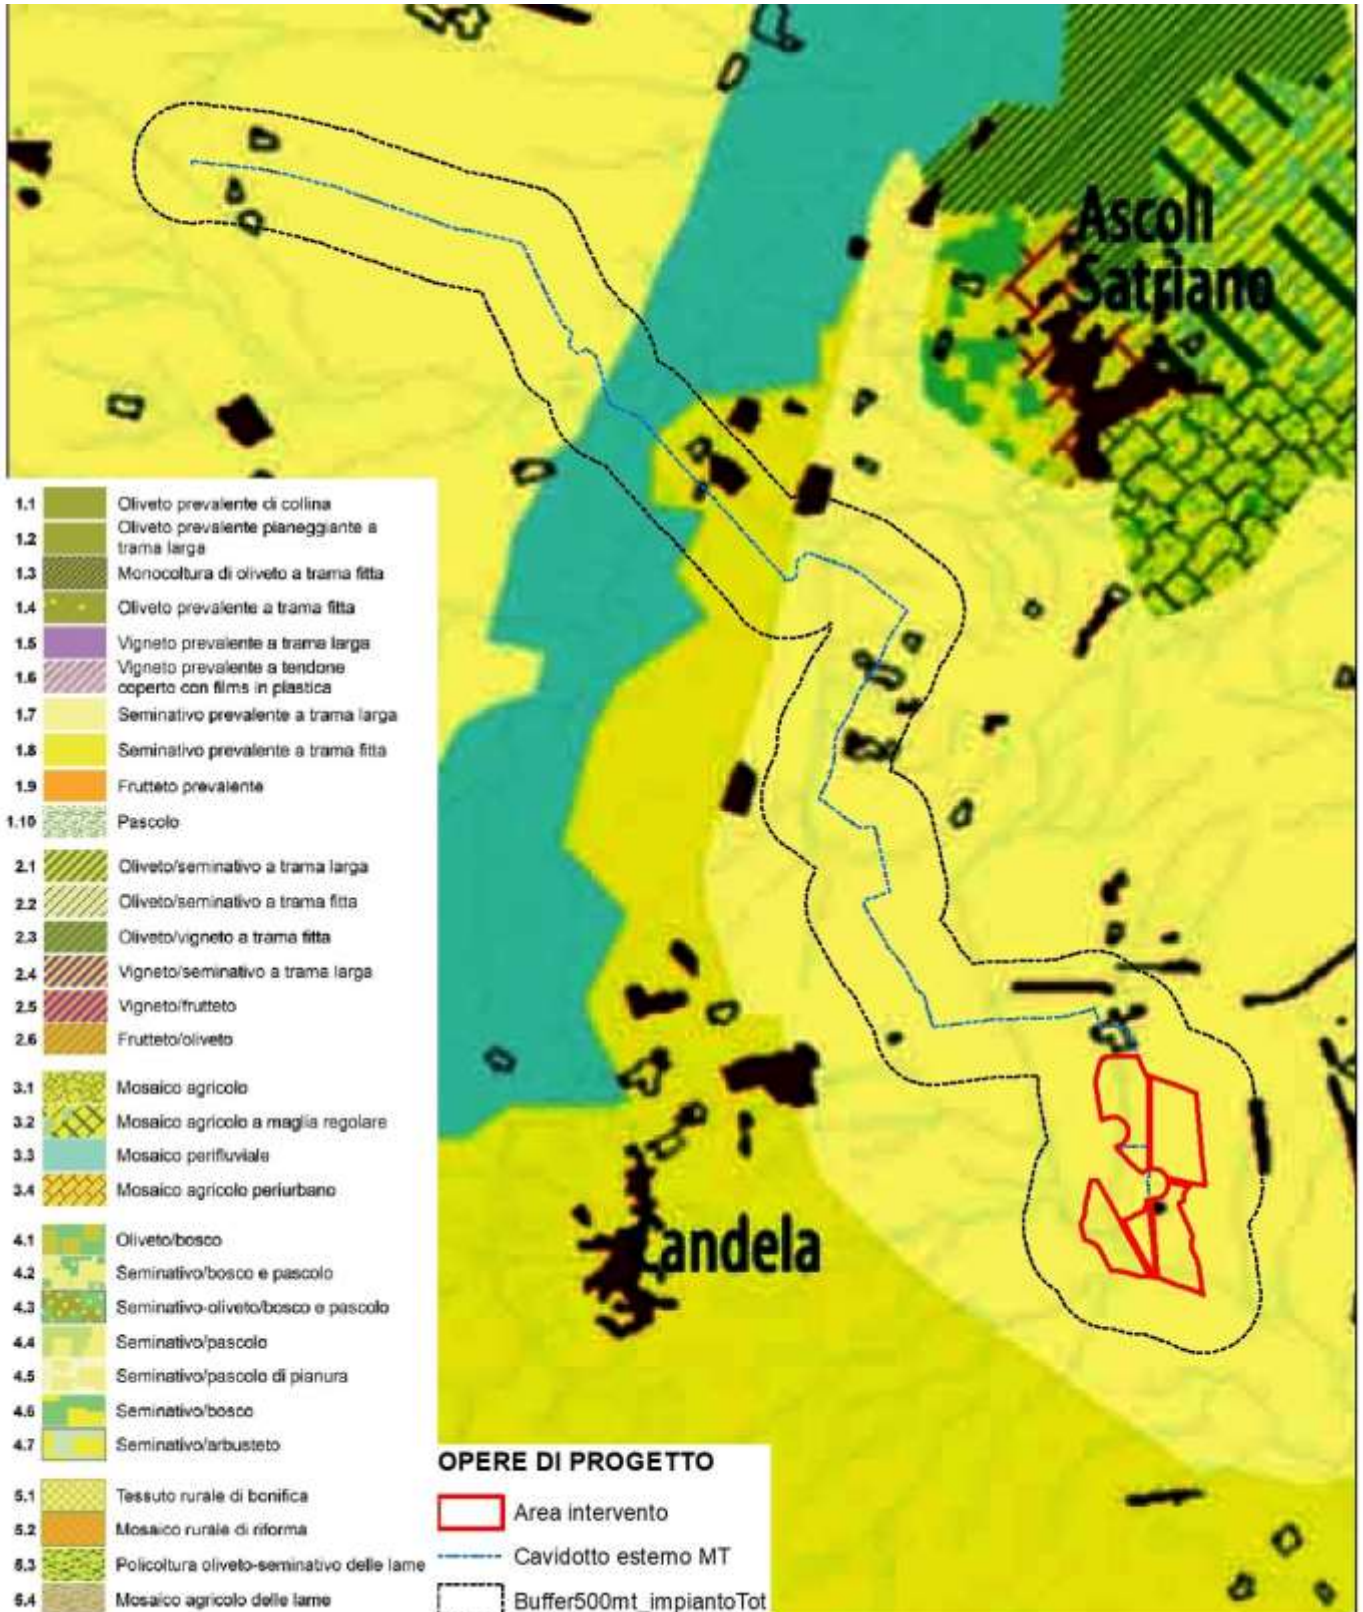 Ascoli
Satriano
1.1 Oliveto prevalente di collina
1.2 Oliveto prevalente pianeggiante a
trama larga
1.3 Monocoltura di oliveto a trama fitta
1.4 Oliveto prevalente a trama fitta
1.5 Vigneto prevalente a trama larga
1.6 Vigneto prevalente a tendone
coperto con films in plastica
1.7 Seminativo prevalente a trama larga
1.8 Seminativo prevalente a trama fitta
1.9 Frutteto prevalente
1.10 Pascolo
2.1 Oliveto/seminativo a trama larga
2.2 Oliveto/seminativo a trama fitta
2.3 Oliveto/vigneto a trama fitta
2.4 Vigneto/seminativo a trama larga
2.5 Vigneto/frutteto
2.6 Frutteto/oliveto
3.1 Mosaico agricolo
3.2 Mosaico agricolo a maglia regolare
3.3 Mosaico perifluviale
3.4 Mosaico agricolo periurbano
4.1 Oliveto/bosco
4.2 Seminativo/bosco e pascolo
4.3 Seminativo-oliveto/bosco e pascolo
4.4 Seminativo/pascolo
4.5 Seminativo/pascolo di pianura
4.6 Seminativo/bosco
4.7 Seminativo/arbusteto
5.1 Tessuto rurale di bonifica
5.2 Mosaico rurale di riforma
5.3 Policoltura oliveto-seminativo delle lame
5.4 Mosaico agricolo delle lame
Candela
OPERE DI PROGETTO
Area intervento
Cavidotto esterno MT
Buffer500mt_impiantoTot